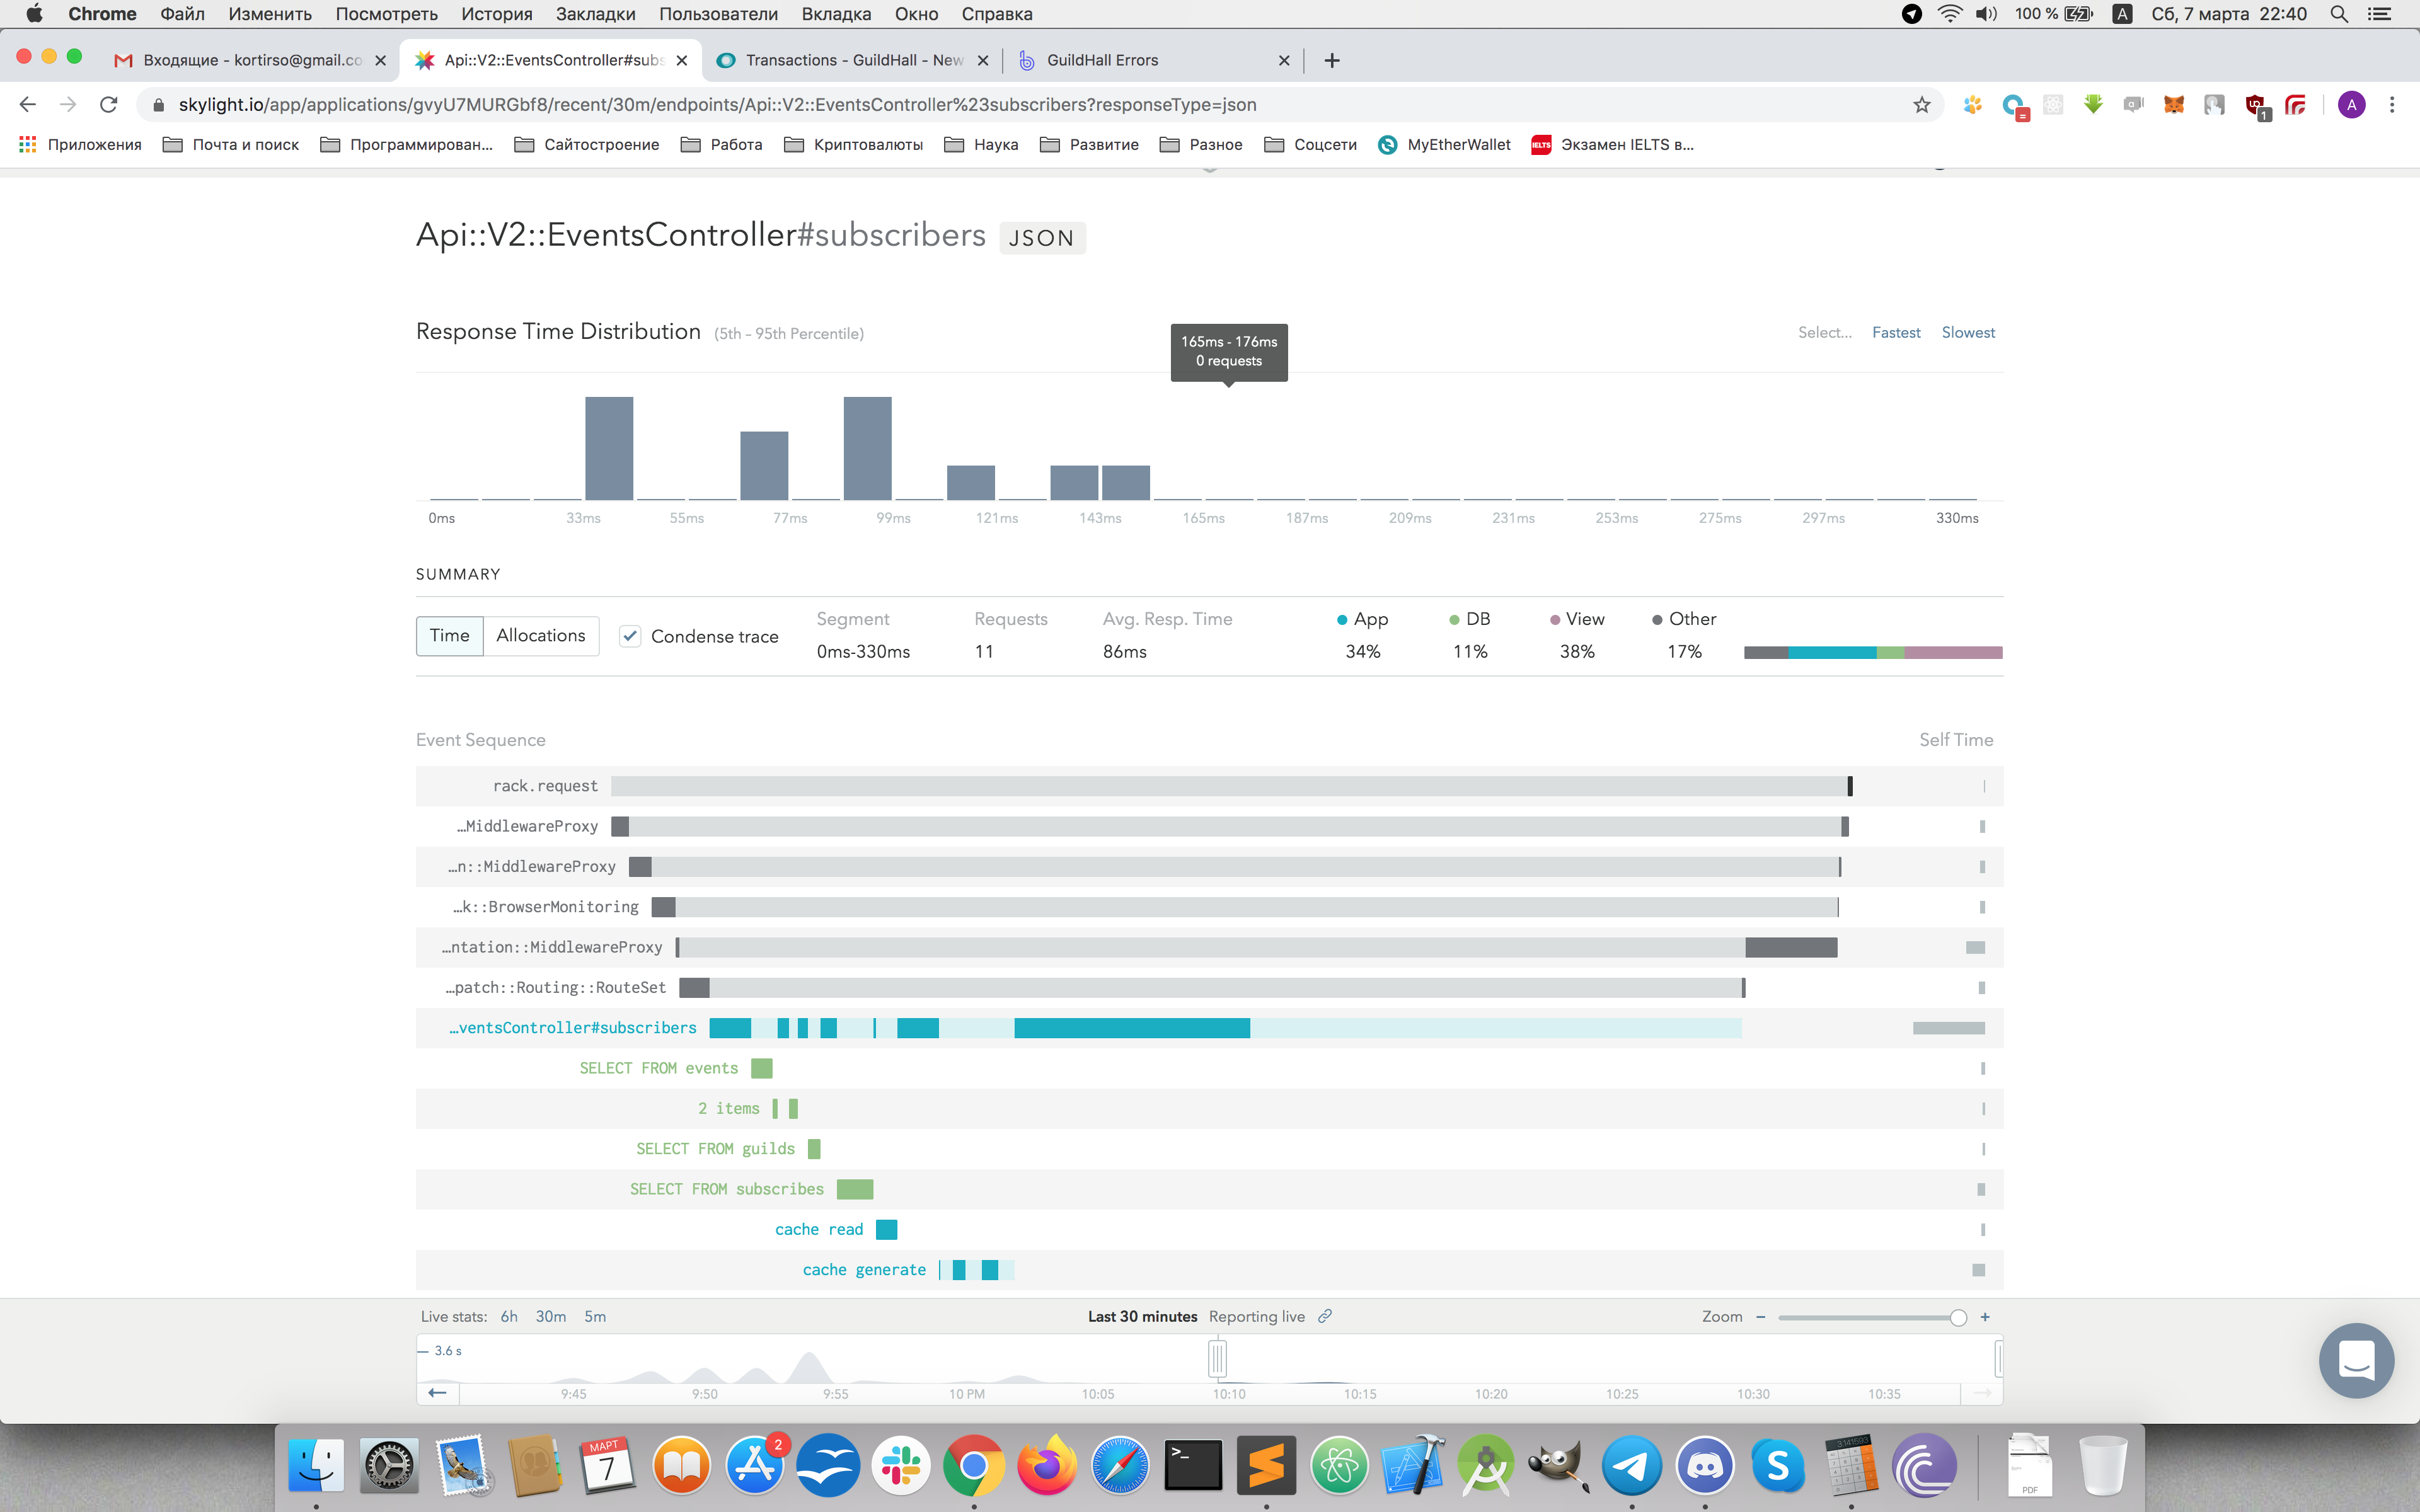 Chrome Файл Изменить Посмотреть История Закладки Пользователи Вкладка Окно Справка 100 % A Сб, 7 марта 22:40
Входящие - kortirso@gmail.co Api::V2::EventsController#subs Transactions - GuildHall - New GuildHall Errors
skylight.io/app/applications/gvyU7MURGbf8/recent/30m/endpoints/Api::V2::EventsController%23subscribers?responseType=json 1 A
Приложения Почта и поиск Программирован... Сайтостроение Работа Криптовалюты Наука Развитие Разное Соцсети MyEtherWallet IELTS Экзамен IELTS в...
Api::V2::EventsController#subscribers JSON
Response Time Distribution (5th – 95th Percentile) Select... Fastest Slowest
165ms - 176ms
0 requests
0ms 33ms 55ms 77ms 99ms 121ms 143ms 165ms 187ms 209ms 231ms 253ms 275ms 297ms 330ms
SUMMARY
Time Allocations Condense trace
Segment Requests Avg. Resp. Time App DB View Other
0ms-330ms 11 86ms 34% 11% 38% 17%
Event Sequence Self Time
rack.request
…MiddlewareProxy
…n::MiddlewareProxy
…k::BrowserMonitoring
…ntation::MiddlewareProxy
…patch::Routing::RouteSet
…ventsController#subscribers
SELECT FROM events
2 items
SELECT FROM guilds
SELECT FROM subscribes
cache read
cache generate
Live stats: 6h 30m 5m Last 30 minutes Reporting live Zoom − +
3.6 s
9:45 9:50 9:55 10 PM 10:05 10:10 10:15 10:20 10:25 10:30 10:35
МАРТ
7
2
PDF